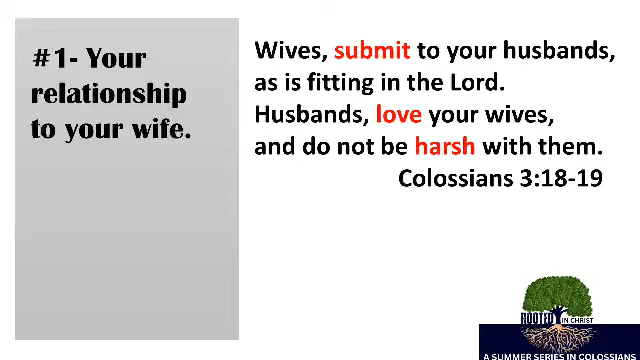 #1- Your
relationship
to your wife.
Wives, submit to your husbands,
as is fitting in the Lord.
Husbands, love your wives,
and do not be harsh with them.
Colossians 3:18-19
ROOTED IN CHRIST
A SUMMER SERIES IN COLOSSIANS